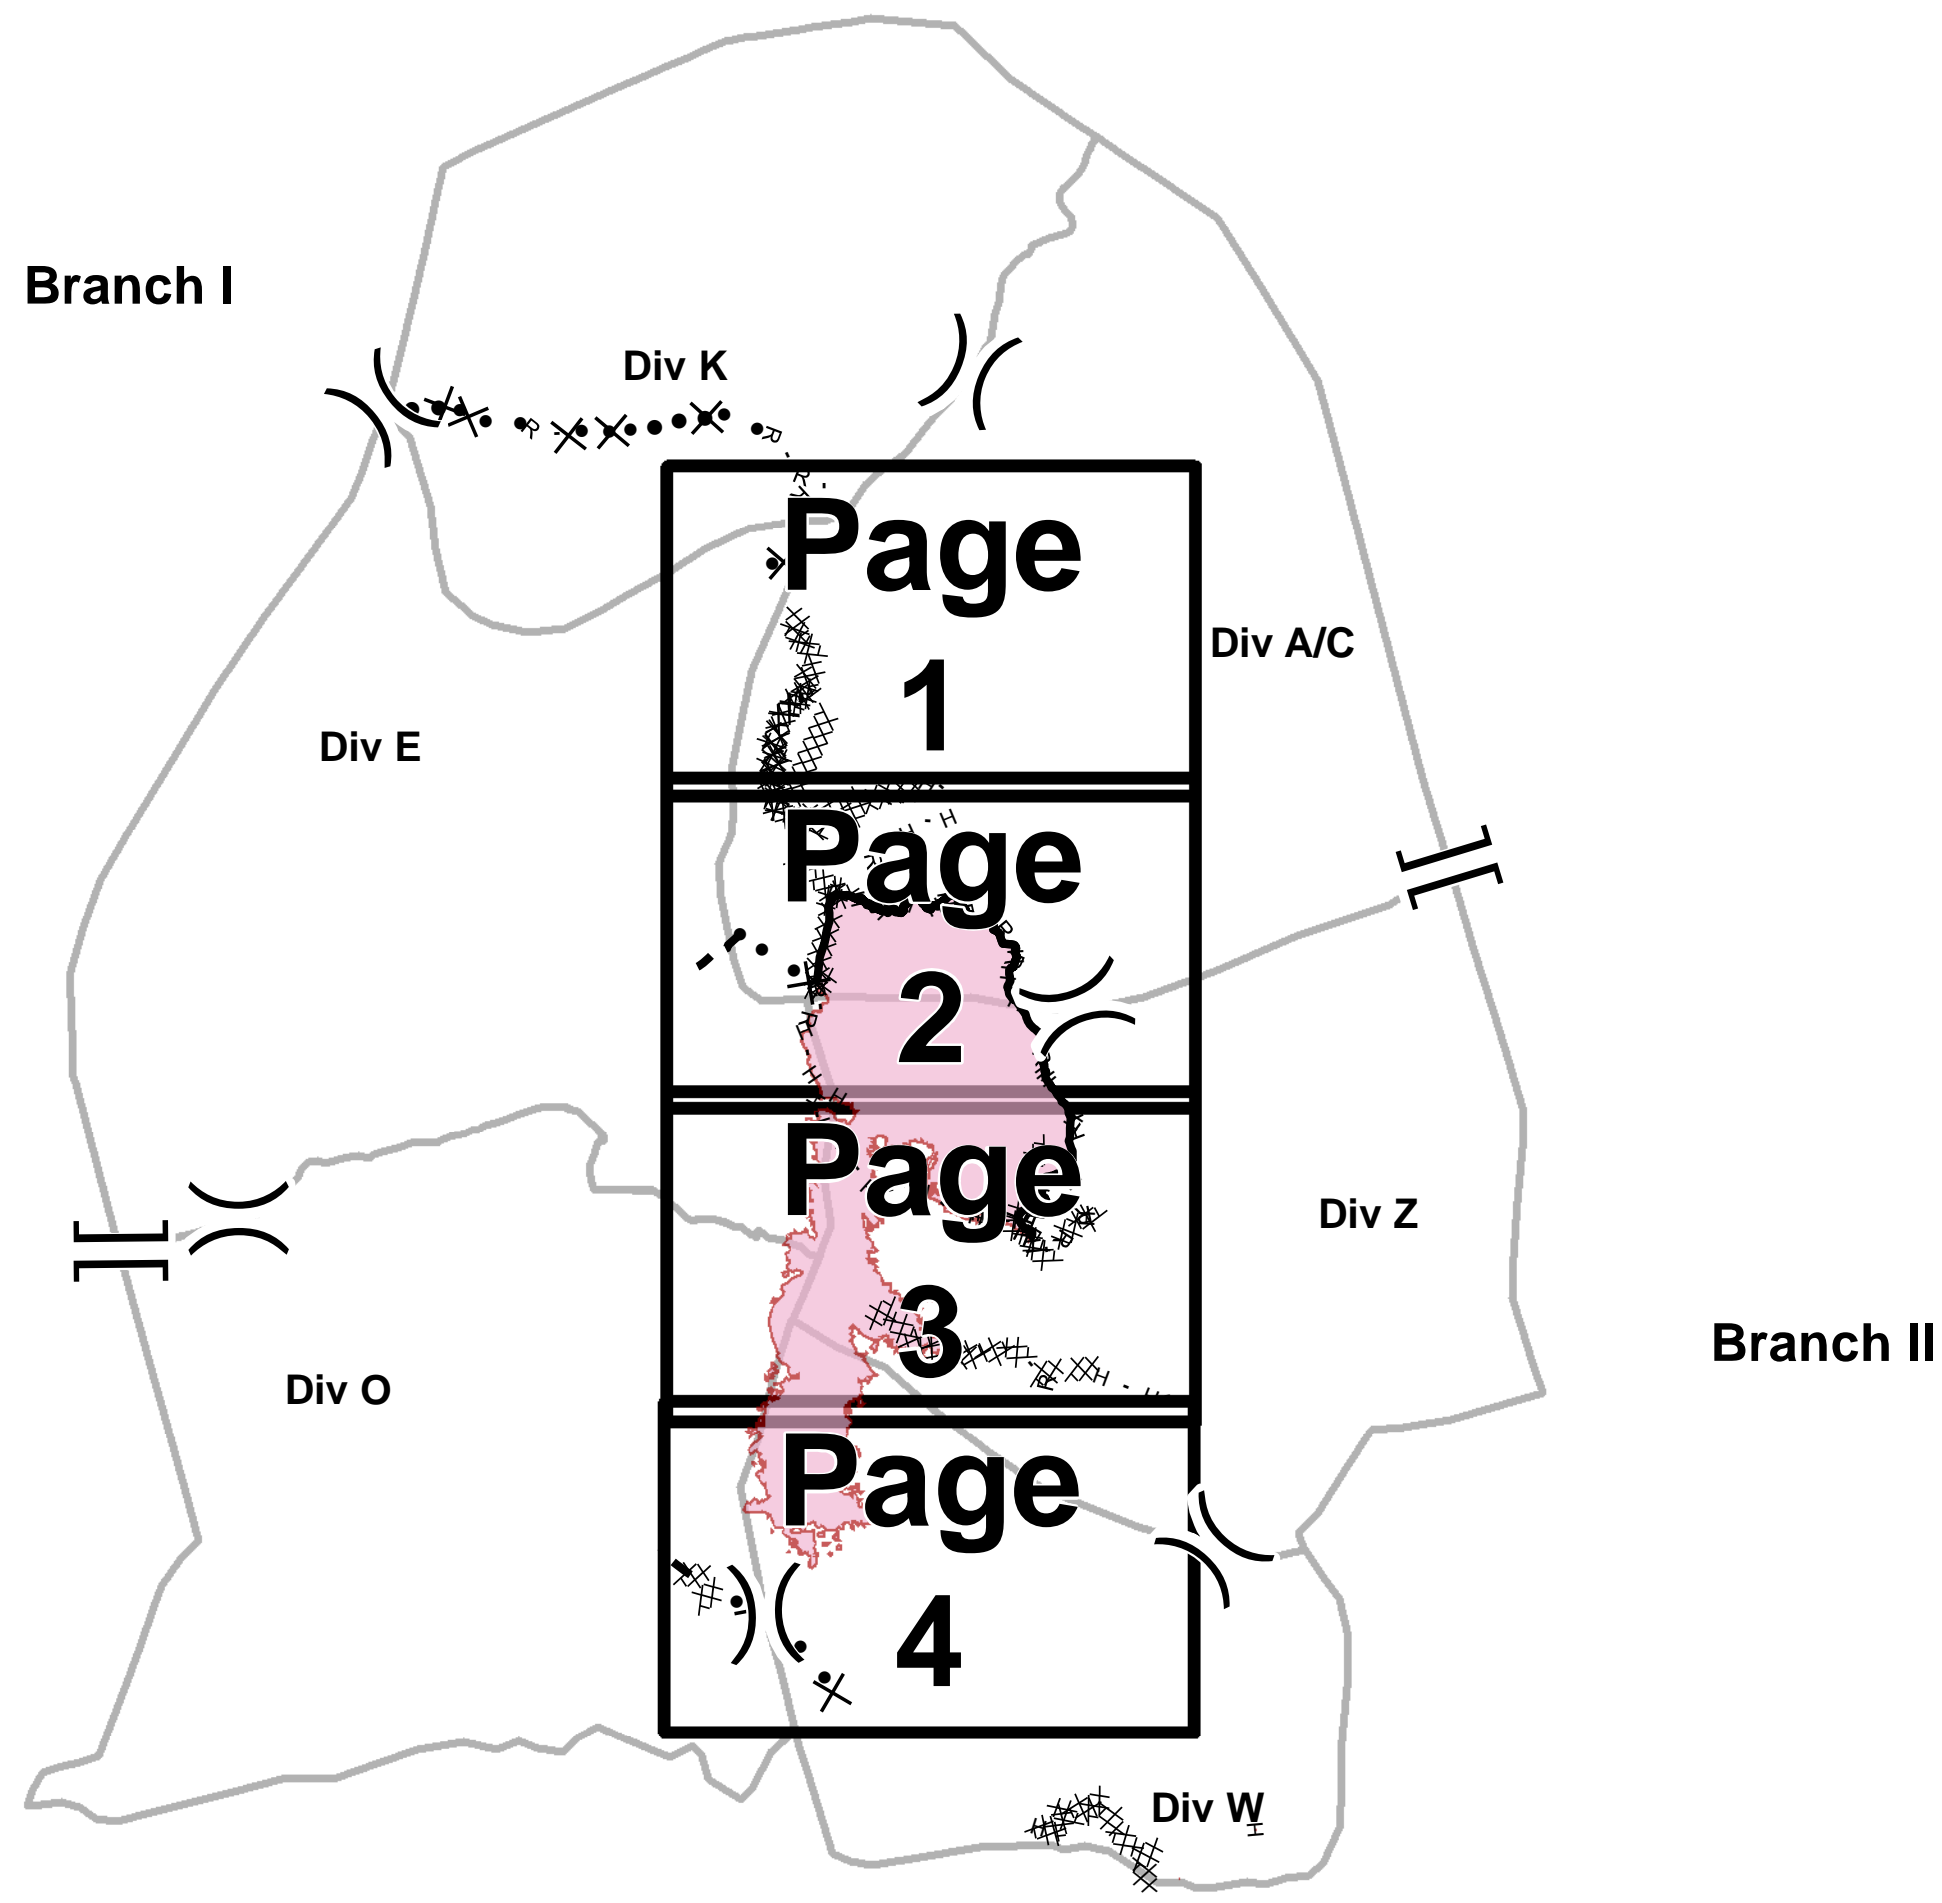 Branch I
Div K
Page
1
Div A/C
Div E
Page
2
Page
3
Div Z
Branch II
Div O
Page
4
Div W